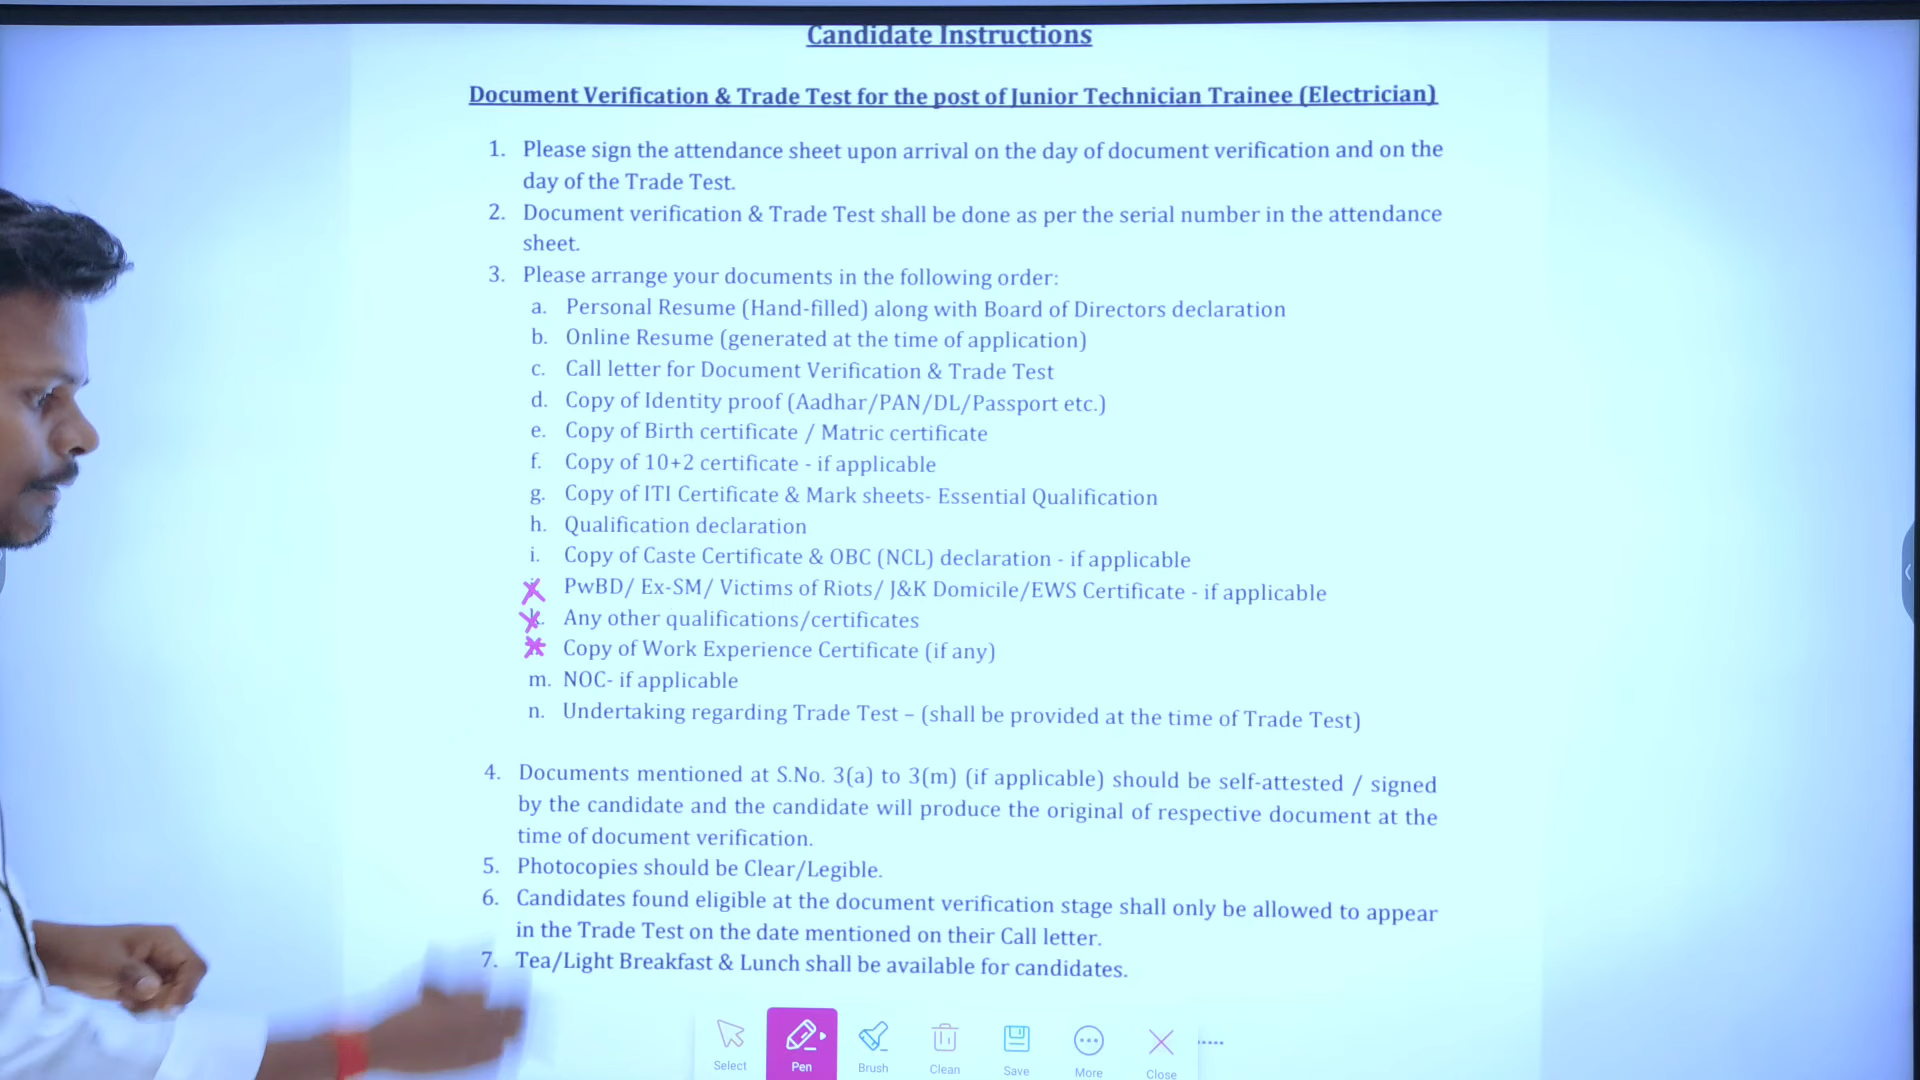 Candidate Instructions
Document Verification & Trade Test for the post of Junior Technician Trainee (Electrician)
1. Please sign the attendance sheet upon arrival on the day of document verification and on the
day of the Trade Test.
2. Document verification & Trade Test shall be done as per the serial number in the attendance
sheet.
3. Please arrange your documents in the following order:
a. Personal Resume (Hand-filled) along with Board of Directors declaration
b. Online Resume (generated at the time of application)
c. Call letter for Document Verification & Trade Test
d. Copy of Identity proof (Aadhar/PAN/DL/Passport etc.)
e. Copy of Birth certificate / Matric certificate
f. Copy of 10+2 certificate - if applicable
g. Copy of ITI Certificate & Mark sheets- Essential Qualification
h. Qualification declaration
i. Copy of Caste Certificate & OBC (NCL) declaration - if applicable
PwBD/ Ex-SM/ Victims of Riots/ J&K Domicile/EWS Certificate - if applicable
k. Any other qualifications/certificates
Copy of Work Experience Certificate (if any)
m. NOC- if applicable
n. Undertaking regarding Trade Test – (shall be provided at the time of Trade Test)
4. Documents mentioned at S.No. 3(a) to 3(m) (if applicable) should be self-attested / signed
by the candidate and the candidate will produce the original of respective document at the
time of document verification.
5. Photocopies should be Clear/Legible.
6. Candidates found eligible at the document verification stage shall only be allowed to appear
in the Trade Test on the date mentioned on their Call letter.
7. Tea/Light Breakfast & Lunch shall be available for candidates.
Select Pen Brush Clean Save More Close